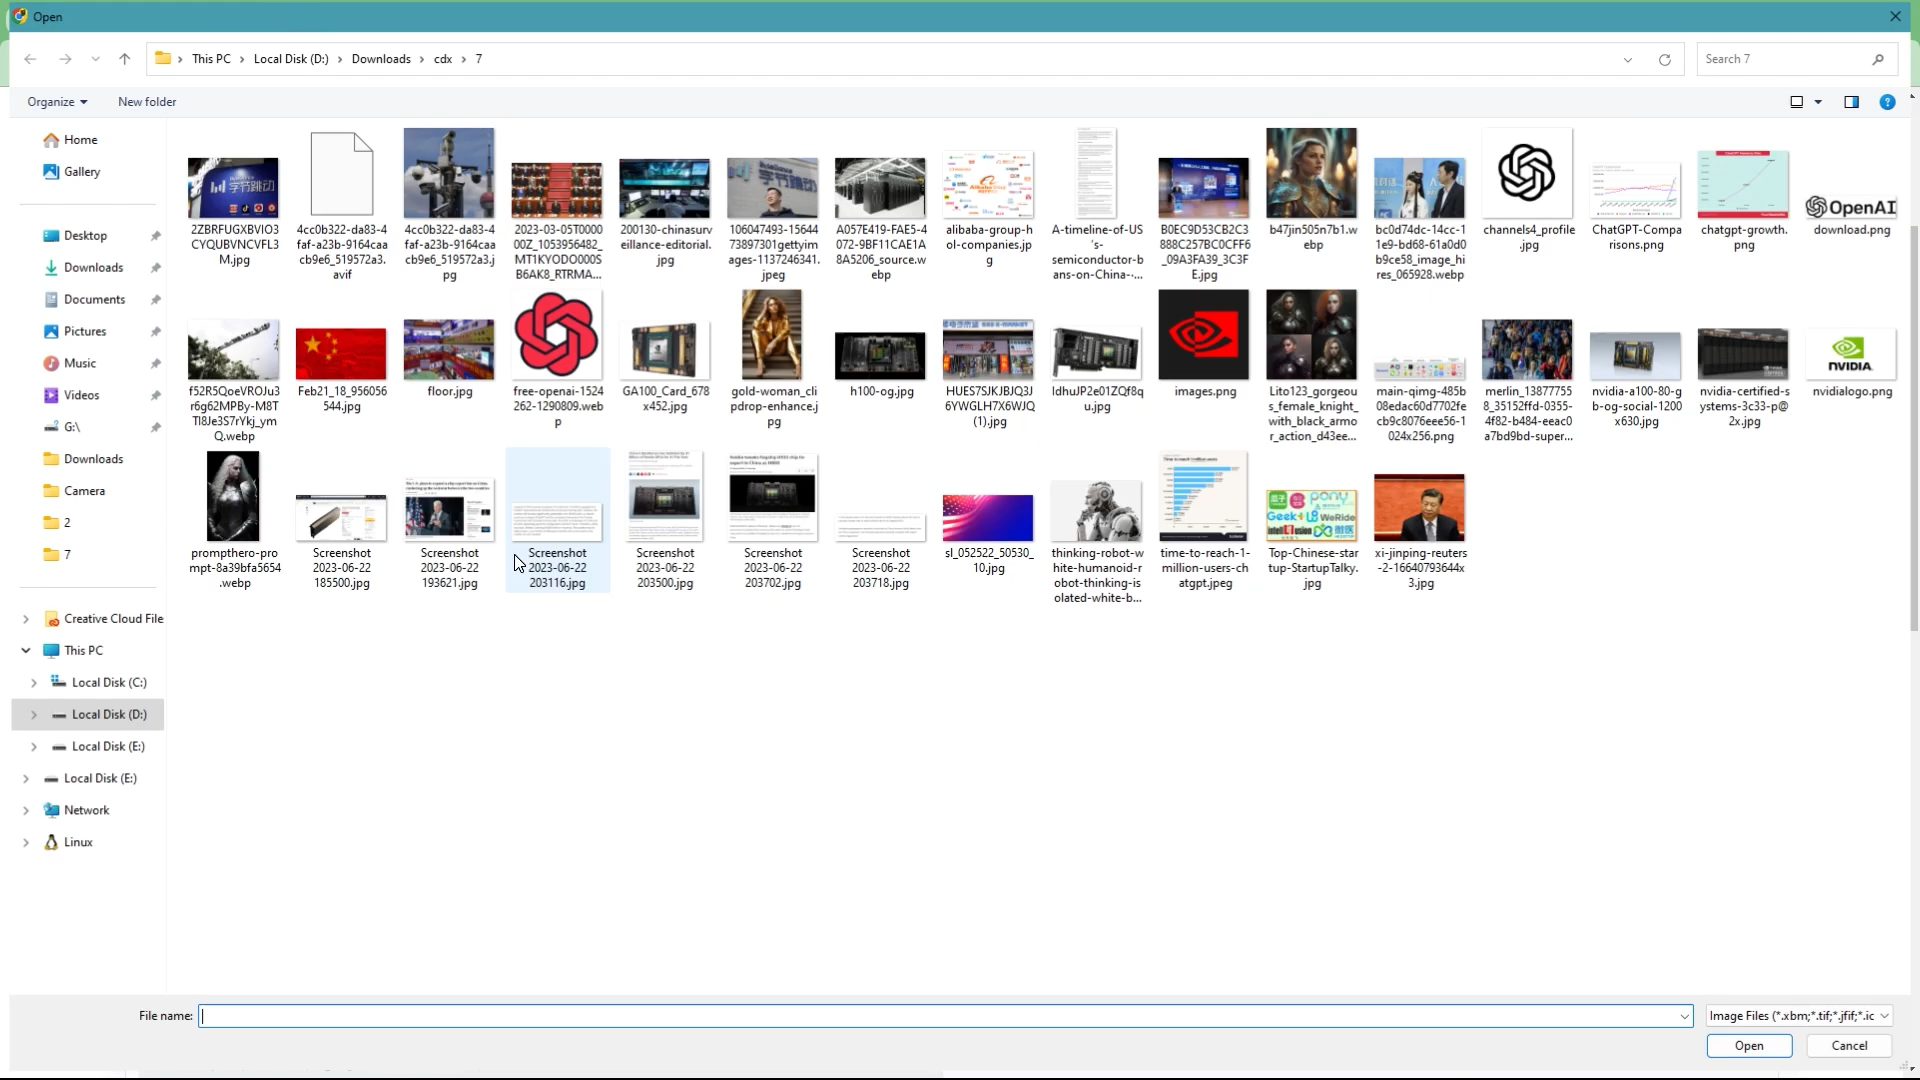 Open
This PC > Local Disk (D:) > Downloads > cdx > 7
Search 7
Organize
New folder
Home
Gallery
Desktop
Downloads
Documents
Pictures
Music
Videos
G:\
Downloads
Camera
2
7
Creative Cloud File
This PC
Local Disk (C:)
Local Disk (D:)
Local Disk (E:)
Local Disk (E:)
Network
Linux
字节跳动
2ZBRFUGXBVIO3
CYQUBVNCVFL3
M.jpg
4cc0b322-da83-4
faf-a23b-9164caa
cb9e6_519572a3.
avif
4cc0b322-da83-4
faf-a23b-9164caa
cb9e6_519572a3.j
pg
2023-03-05T0000
00Z_1053956482_
MT1KYODO000S
B6AK8_RTRMA...
200130-chinasurv
eillance-editorial.
jpg
106047493-15644
73897301gettyim
ages-1137246341.
jpeg
A057E419-FAE5-4
072-9BF11CAE1A
8A5206_source.w
ebp
alibaba-group-h
ol-companies.jp
g
A-timeline-of-US
's-
semiconductor-b
ans-on-China-...
B0EC9D53CB2C3
888C257BC0CFF6
_09A3FA39_3C3F
E.jpg
b47jin505n7b1.w
ebp
bc0d74dc-14cc-1
1e9-bd68-61a0d0
b9ce58_image_hi
res_065928.webp
channels4_profile
.jpg
ChatGPT-Compa
risons.png
chatgpt-growth.
png
OpenAI
download.png
f52R5QoeVROJu3
r6g62MPBy-M8T
Tl8Je3S7rYkj_ym
Q.webp
Feb21_18_956056
544.jpg
floor.jpg
free-openai-1524
262-1290809.web
p
GA100_Card_678
x452.jpg
gold-woman_cli
pdrop-enhance.j
pg
h100-og.jpg
HUES7SJKJBJQ3J
6YWGLH7X6WJQ
(1).jpg
ldhuJP2e01ZQf8q
u.jpg
images.png
Lito123_gorgeou
s_female_knight_
with_black_armo
r_action_d43ee...
main-qimg-485b
08edac60d7702fe
cb9c8076eee56-1
024x256.png
merlin_13877755
8_35152ffd-0355-
4f82-b484-eeac0
a7bd9bd-super...
nvidia-a100-80-g
b-og-social-1200
x630.jpg
nvidia-certified-s
ystems-3c33-p@
2x.jpg
NVIDIA
nvidialogo.png
prompthero-pro
mpt-8a39bfa5654
.webp
Screenshot
2023-06-22
185500.jpg
Screenshot
2023-06-22
193621.jpg
Screenshot
2023-06-22
203116.jpg
Screenshot
2023-06-22
203500.jpg
Screenshot
2023-06-22
203702.jpg
Screenshot
2023-06-22
203718.jpg
sl_052522_50530_
10.jpg
thinking-robot-w
hite-humanoid-r
obot-thinking-is
olated-white-b...
time-to-reach-1-
million-users-ch
atgpt.jpeg
Top-Chinese-star
tup-StartupTalky.
jpg
xi-jinping-reuters
-2-16640793644x
3.jpg
File name:
Image Files (*.xbm;*.tif;*.jfif;*.ic
Open
Cancel